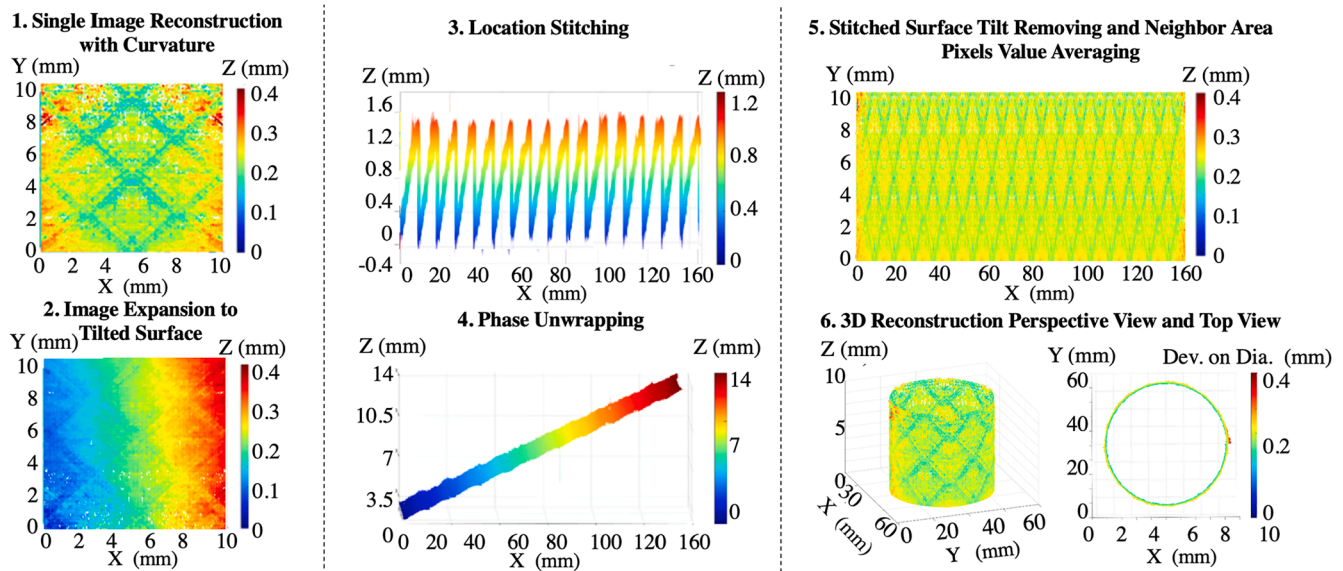 1. Single Image Reconstruction
with Curvature
Y (mm)
Z (mm)
10
8
6
4
2
0
0 2 4 6 8 10
X (mm)
0.4
0.3
0.2
0.1
0
2. Image Expansion to
Tilted Surface
Y (mm)
Z (mm)
10
8
6
4
2
0
0 2 4 6 8 10
X (mm)
0.4
0.3
0.2
0.1
0
3. Location Stitching
Z (mm)
Z (mm)
1.6
1.2
0.8
0.4
0
-0.4
0 20 40 60 80 100 120 160
X (mm)
1.2
0.8
0.4
0
4. Phase Unwrapping
Z (mm)
Z (mm)
14
10.5
7
3.5
0
0 20 40 60 80 100 120 160
X (mm)
14
7
0
5. Stitched Surface Tilt Removing and Neighbor Area
Pixels Value Averaging
Y (mm)
Z (mm)
10
8
6
4
2
0
0 20 40 60 80 100 120 160
X (mm)
0.4
0.3
0.2
0.1
0
6. 3D Reconstruction Perspective View and Top View
Z (mm)
10
5
0
30
60
X (mm)
0 20 40 60
Y (mm)
Y (mm)
Dev. on Dia. (mm)
60
40
20
0
0 2 4 6 8 10
X (mm)
0.4
0.2
0